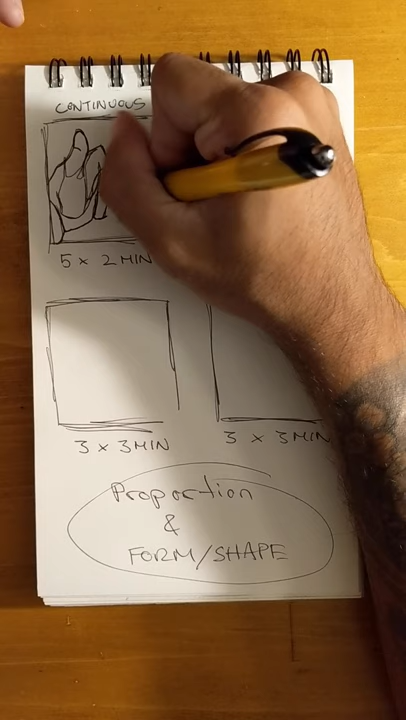 CONTINUOUS
5 x 2 MIN
3 x 3MIN
3 x 3MIN
Proportion
&
FORM/SHAPE